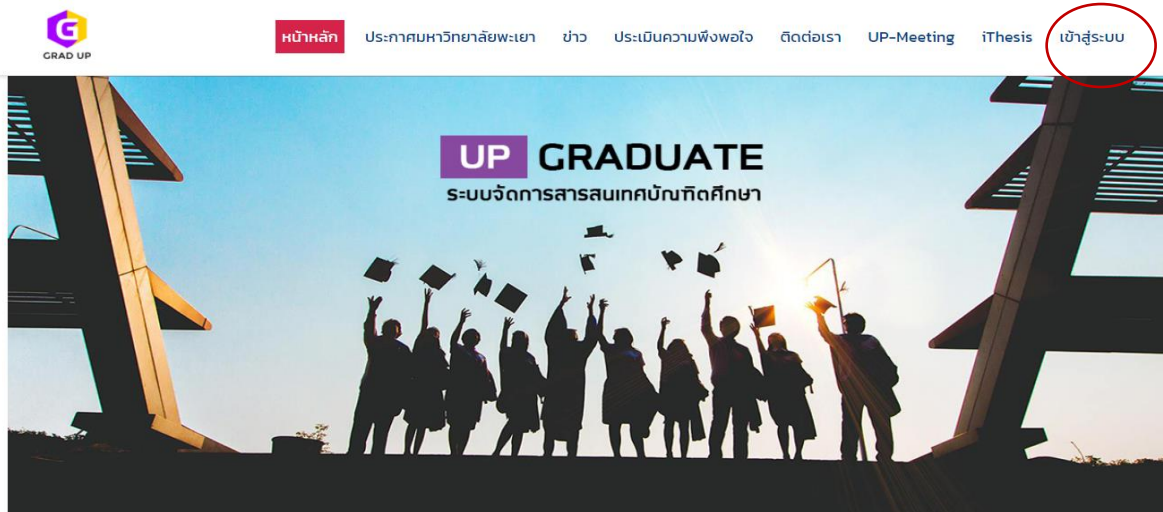 GRAD UP
หน้าหลัก ประกาศมหาวิทยาลัยพะเยา ข่าว ประเมินความพึงพอใจ ติดต่อเรา UP-Meeting iThesis เข้าสู่ระบบ
UP GRADUATE
ระบบจัดการสารสนเทศบัณฑิตศึกษา